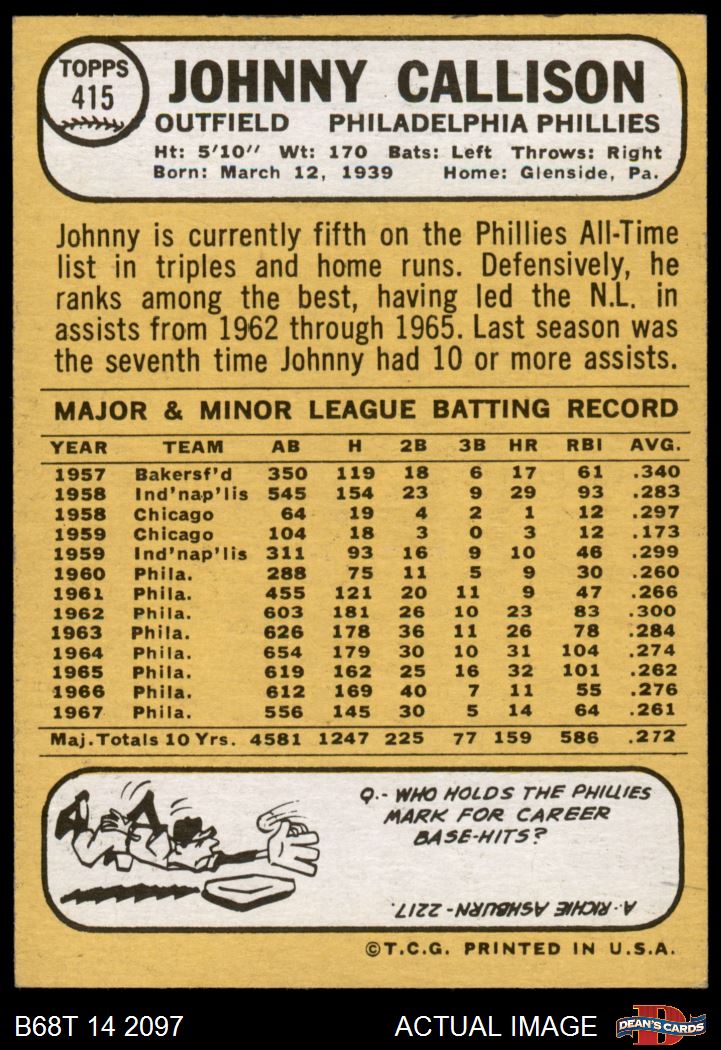 TOPPS
415
JOHNNY CALLISON
OUTFIELD PHILADELPHIA PHILLIES
Ht: 5'10" Wt: 170 Bats: Left Throws: Right
Born: March 12, 1939 Home: Glenside, Pa.
Johnny is currently fifth on the Phillies All-Time
list in triples and home runs. Defensively, he
ranks among the best, having led the N.L. in
assists from 1962 through 1965. Last season was
the seventh time Johnny had 10 or more assists.
MAJOR & MINOR LEAGUE BATTING RECORD
YEAR TEAM AB H 2B 3B HR RBI AVG.
1957 Bakersf'd 350 119 18 6 17 61 .340
1958 Ind'nap'lis 545 154 23 9 29 93 .283
1958 Chicago 64 19 4 2 1 12 .297
1959 Chicago 104 18 3 0 3 12 .173
1959 Ind'nap'lis 311 93 16 9 10 46 .299
1960 Phila. 288 75 11 5 9 30 .260
1961 Phila. 455 121 20 11 9 47 .266
1962 Phila. 603 181 26 10 23 83 .300
1963 Phila. 626 178 36 11 26 78 .284
1964 Phila. 654 179 30 10 31 104 .274
1965 Phila. 619 162 25 16 32 101 .262
1966 Phila. 612 169 40 7 11 55 .276
1967 Phila. 556 145 30 5 14 64 .261
Maj. Totals 10 Yrs. 4581 1247 225 77 159 586 .272
Q.- WHO HOLDS THE PHILLIES
MARK FOR CAREER
BASE-HITS?
A- RICHIE ASHBURN - 2217.
©T.C.G. PRINTED IN U.S.A.
B68T 14 2097 ACTUAL IMAGE
D
DEAN'S CARDS